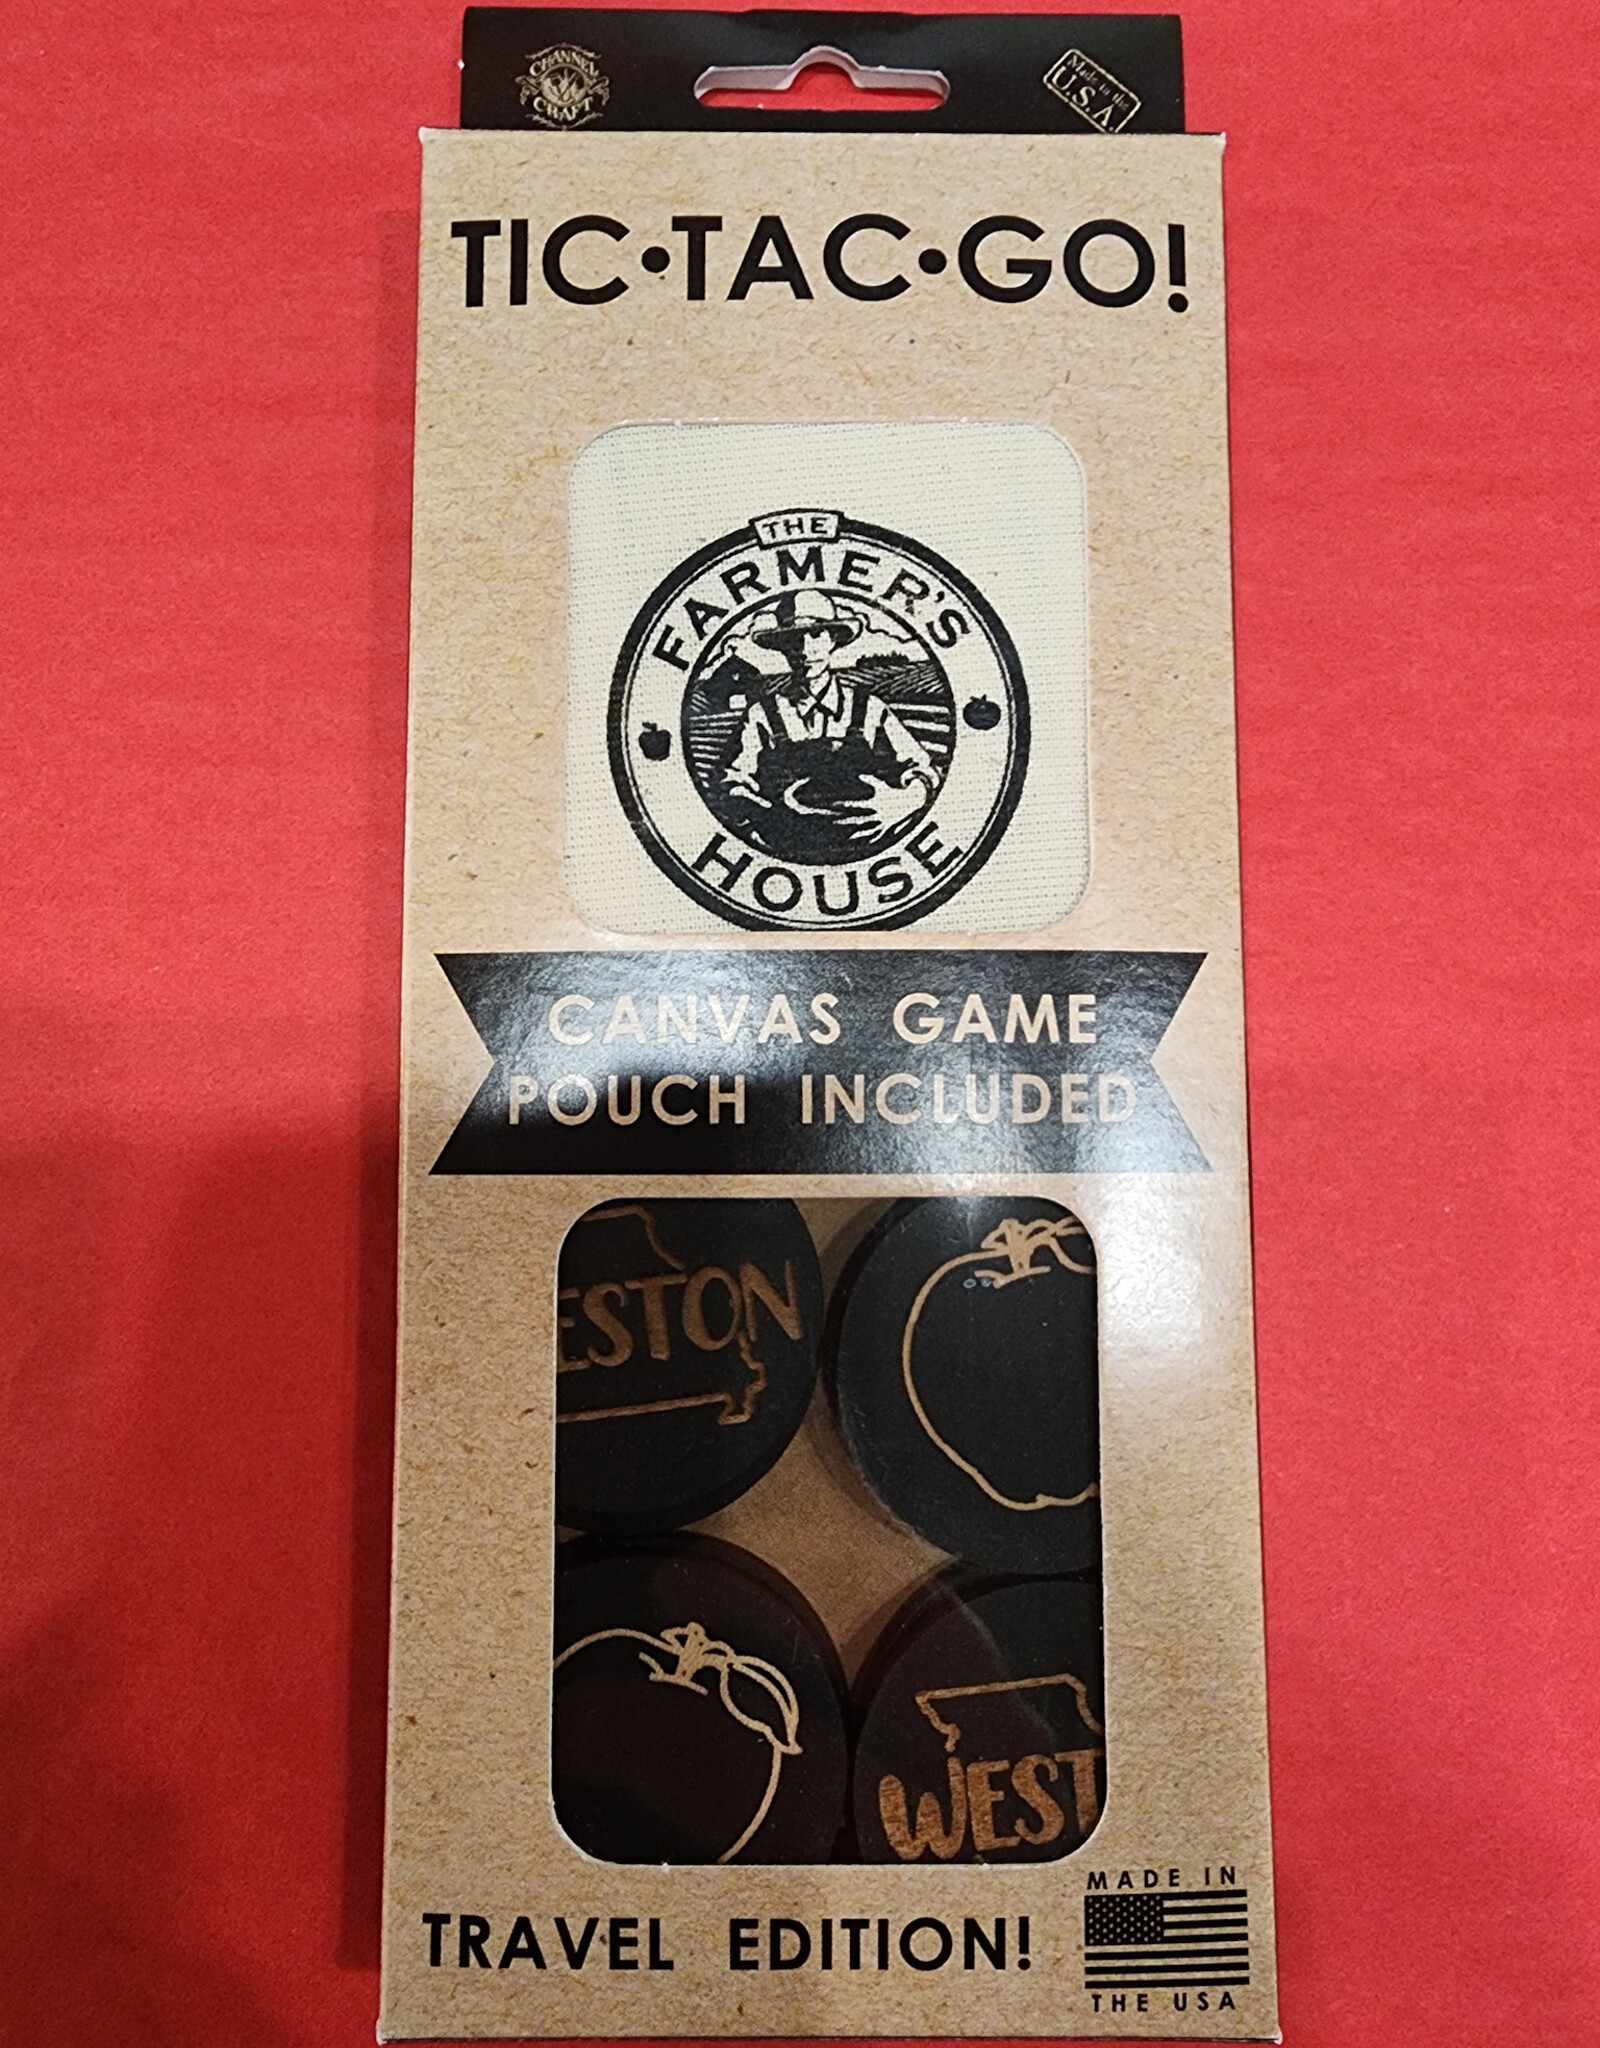 CHANNEL
CRAFT
Made in the
U.S.A.
TIC•TAC•GO!
THE
FARMER'S
HOUSE
CANVAS GAME
POUCH INCLUDED
ESTON
WEST
MADE IN
TRAVEL EDITION!
THE USA